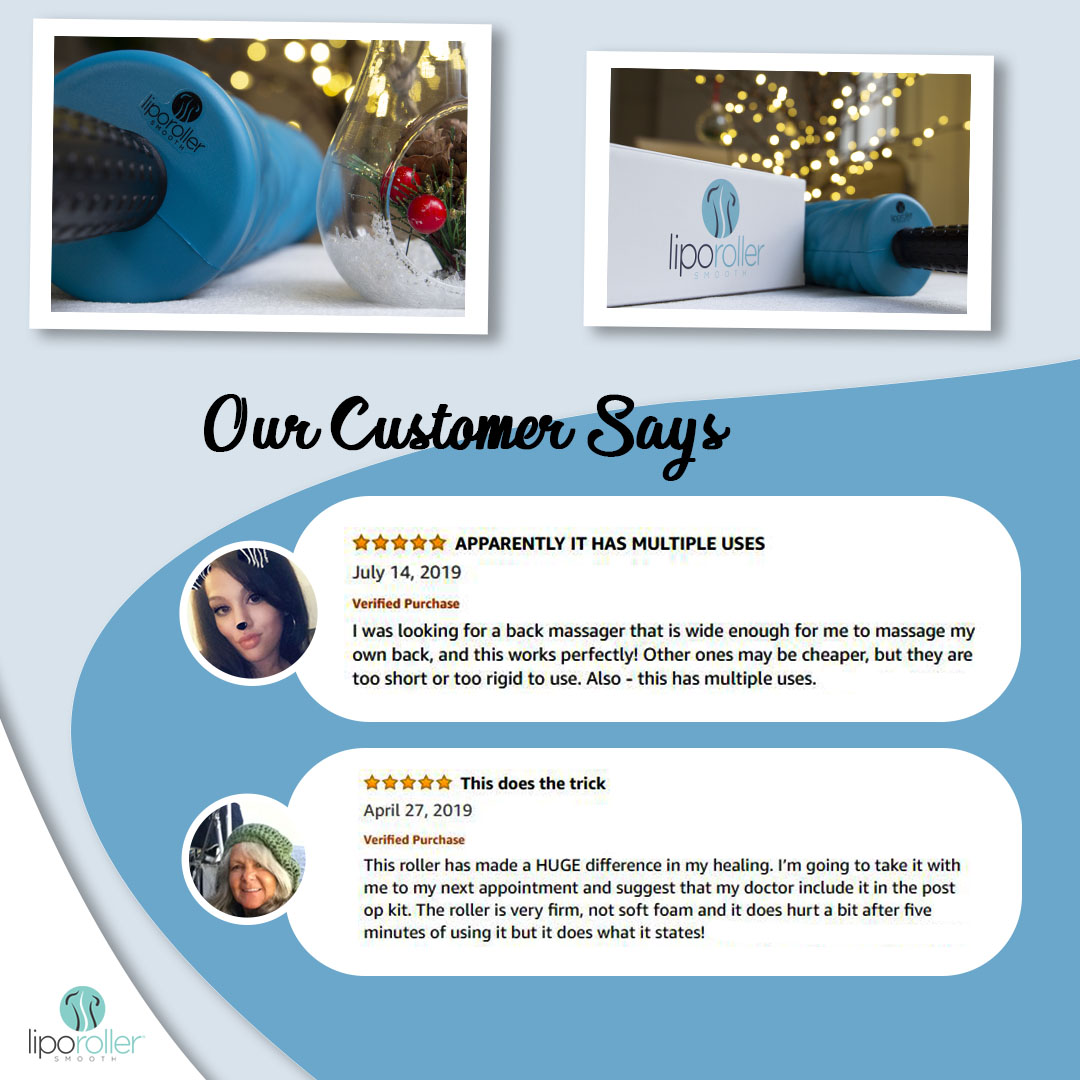 liporoller
SMOOTH
liporoller
SMOOTH
liporoller
Our Customer Says
APPARENTLY IT HAS MULTIPLE USES
July 14, 2019
Verified Purchase
I was looking for a back massager that is wide enough for me to massage my
own back, and this works perfectly! Other ones may be cheaper, but they are
too short or too rigid to use. Also - this has multiple uses.
This does the trick
April 27, 2019
Verified Purchase
This roller has made a HUGE difference in my healing. I'm going to take it with
me to my next appointment and suggest that my doctor include it in the post
op kit. The roller is very firm, not soft foam and it does hurt a bit after five
minutes of using it but it does what it states!
liporoller
SMOOTH